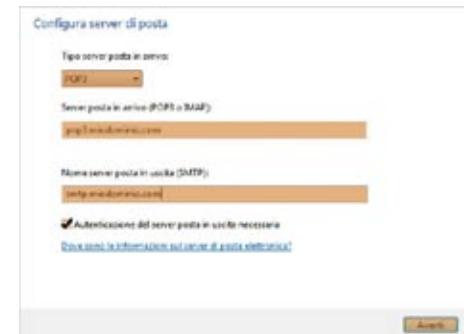 Configura server di posta
Tipo server posta in arrivo:
POP3
Server posta in arrivo (POP3 o IMAP):
pop3.miodominio.com
Nome server posta in uscita (SMTP):
smtp.miodominio.com
Autenticazione del server posta in uscita necessaria
Dove sono le informazioni sul server di posta elettronica?
Avanti